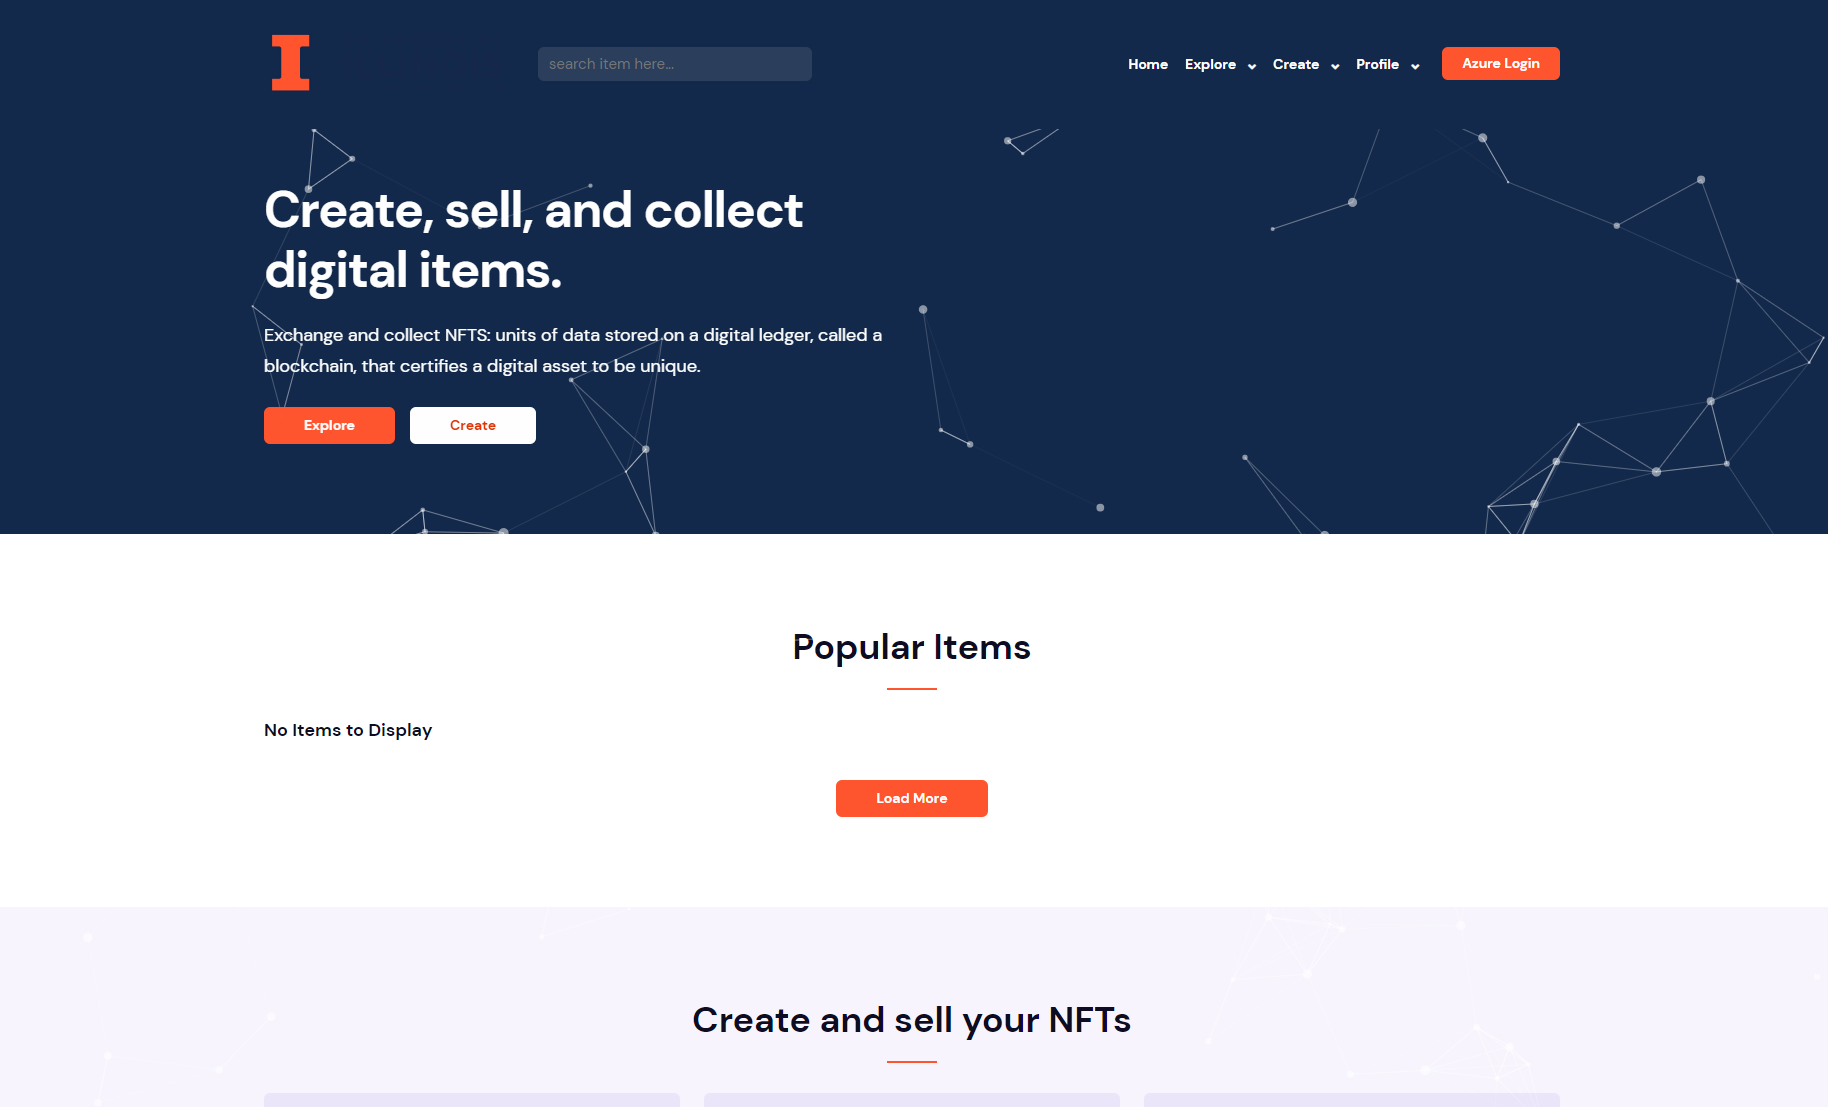 I
search item here...
Home Explore Create Profile Azure Login
Create, sell, and collect
digital items.
Exchange and collect NFTS: units of data stored on a digital ledger, called a
blockchain, that certifies a digital asset to be unique.
Explore Create
Popular Items
No Items to Display
Load More
Create and sell your NFTs